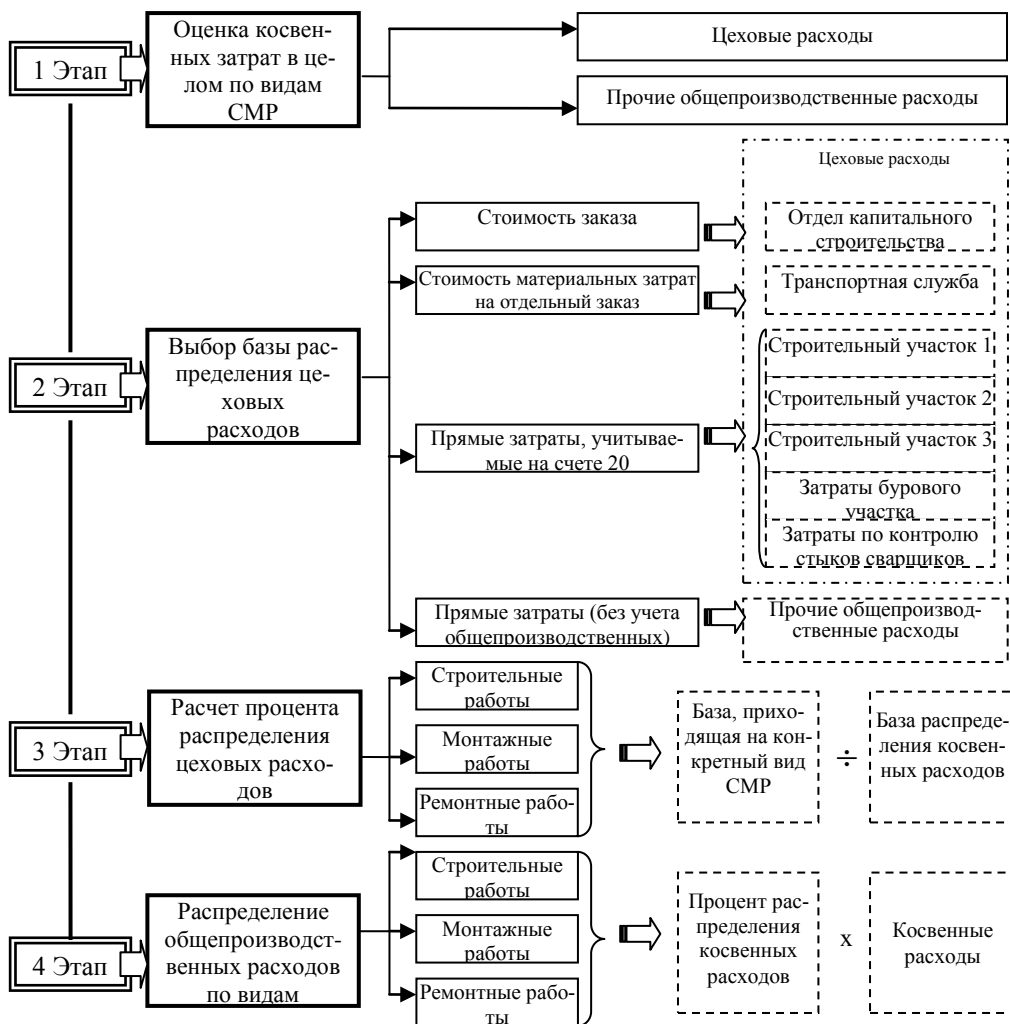 1 Этап
Оценка косвен-
ных затрат в це-
лом по видам
СМР
Цеховые расходы
Прочие общепроизводственные расходы
2 Этап
Выбор базы рас-
пределения це-
ховых
расходов
Стоимость заказа
Стоимость материальных затрат
на отдельный заказ
Прямые затраты, учитывае-
мые на счете 20
Прямые затраты (без учета
общепроизводственных)
Цеховые расходы
Отдел капитального
строительства
Транспортная служба
Строительный участок 1
Строительный участок 2
Строительный участок 3
Затраты бурового
участка
Затраты по контролю
стыков сварщиков
Прочие общепроизвод-
ственные расходы
3 Этап
Расчет процента
распределения
цеховых расхо-
дов
Строительные
работы
Монтажные
работы
Ремонтные рабо-
ты
База, прихо-
дящая на кон-
кретный вид
СМР
÷
База распреде-
ления косвен-
ных расходов
4 Этап
Распределение
общепроизводст-
венных расходов
по видам
Строительные
работы
Монтажные
работы
Ремонтные рабо-
ты
Процент рас-
пределения
косвенных
расходов
х
Косвенные
расходы